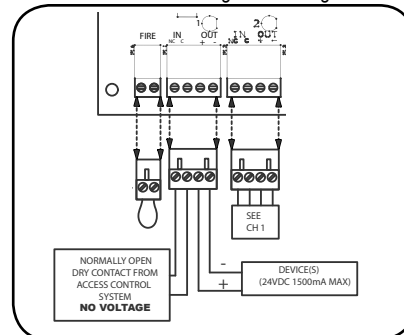 1 2
FIRE IN OUT IN OUT
NC C + - NC C + -
SEE
CH 1
NORMALLY OPEN
DRY CONTACT FROM
ACCESS CONTROL
SYSTEM
NO VOLTAGE
-
+
DEVICE(S)
(24VDC 1500mA MAX)